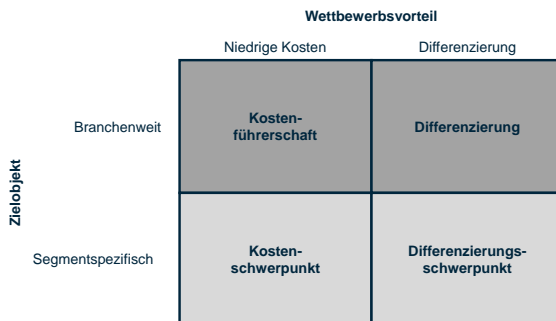 Wettbewerbsvorteil
Niedrige Kosten
Differenzierung
Zielobjekt
Branchenweit
Kosten-
führerschaft
Differenzierung
Segmentspezifisch
Kosten-
schwerpunkt
Differenzierungs-
schwerpunkt